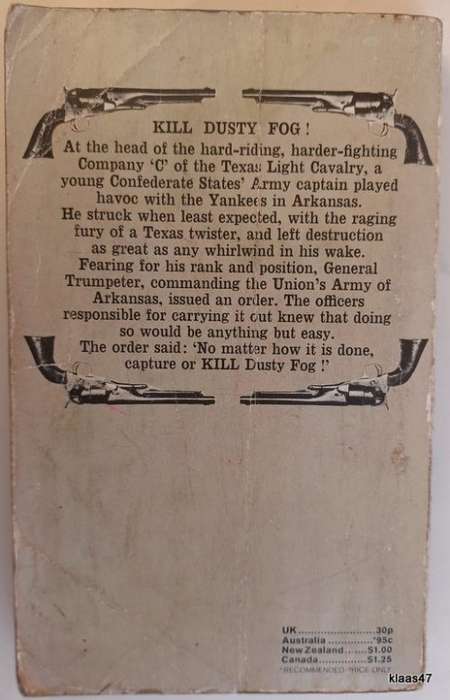 KILL DUSTY FOG !
At the head of the hard-riding, harder-fighting
Company ‘C’ of the Texas Light Cavalry, a
young Confederate States’ Army captain played
havoc with the Yankees in Arkansas.
He struck when least expected, with the raging
fury of a Texas twister, and left destruction
as great as any whirlwind in his wake.
Fearing for his rank and position, General
Trumpeter, commanding the Union’s Army of
Arkansas, issued an order. The officers
responsible for carrying it out knew that doing
so would be anything but easy.
The order said: ‘No matter how it is done,
capture or KILL Dusty Fog !’
UK..........................30p
Australia ...............*95c
New Zealand.......$1.00
Canada................$1.25
*RECOMMENDED PRICE ONLY
klaas47